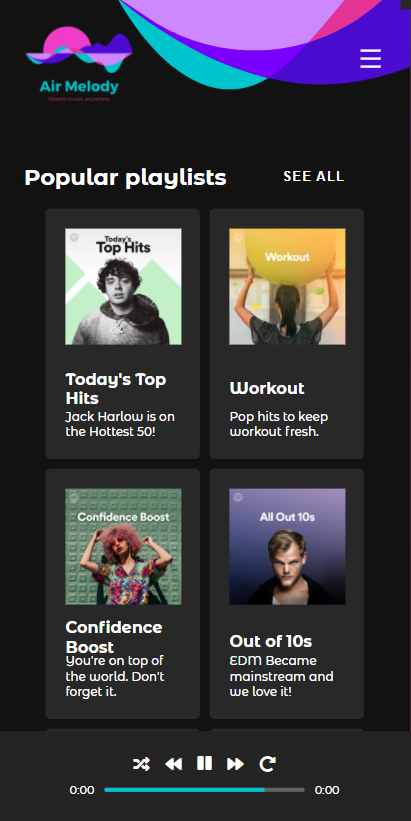 Air Melody
Stream music anywhere
Popular playlists
SEE ALL
Today's
Top Hits
Workout
Today's Top
Hits
Jack Harlow is on
the Hottest 50!
Workout
Pop hits to keep
workout fresh.
Confidence Boost
All Out 10s
Confidence
Boost
You're on top of
the world. Don't
forget it.
Out of 10s
EDM Became
mainstream and
we love it!
0:00
0:00